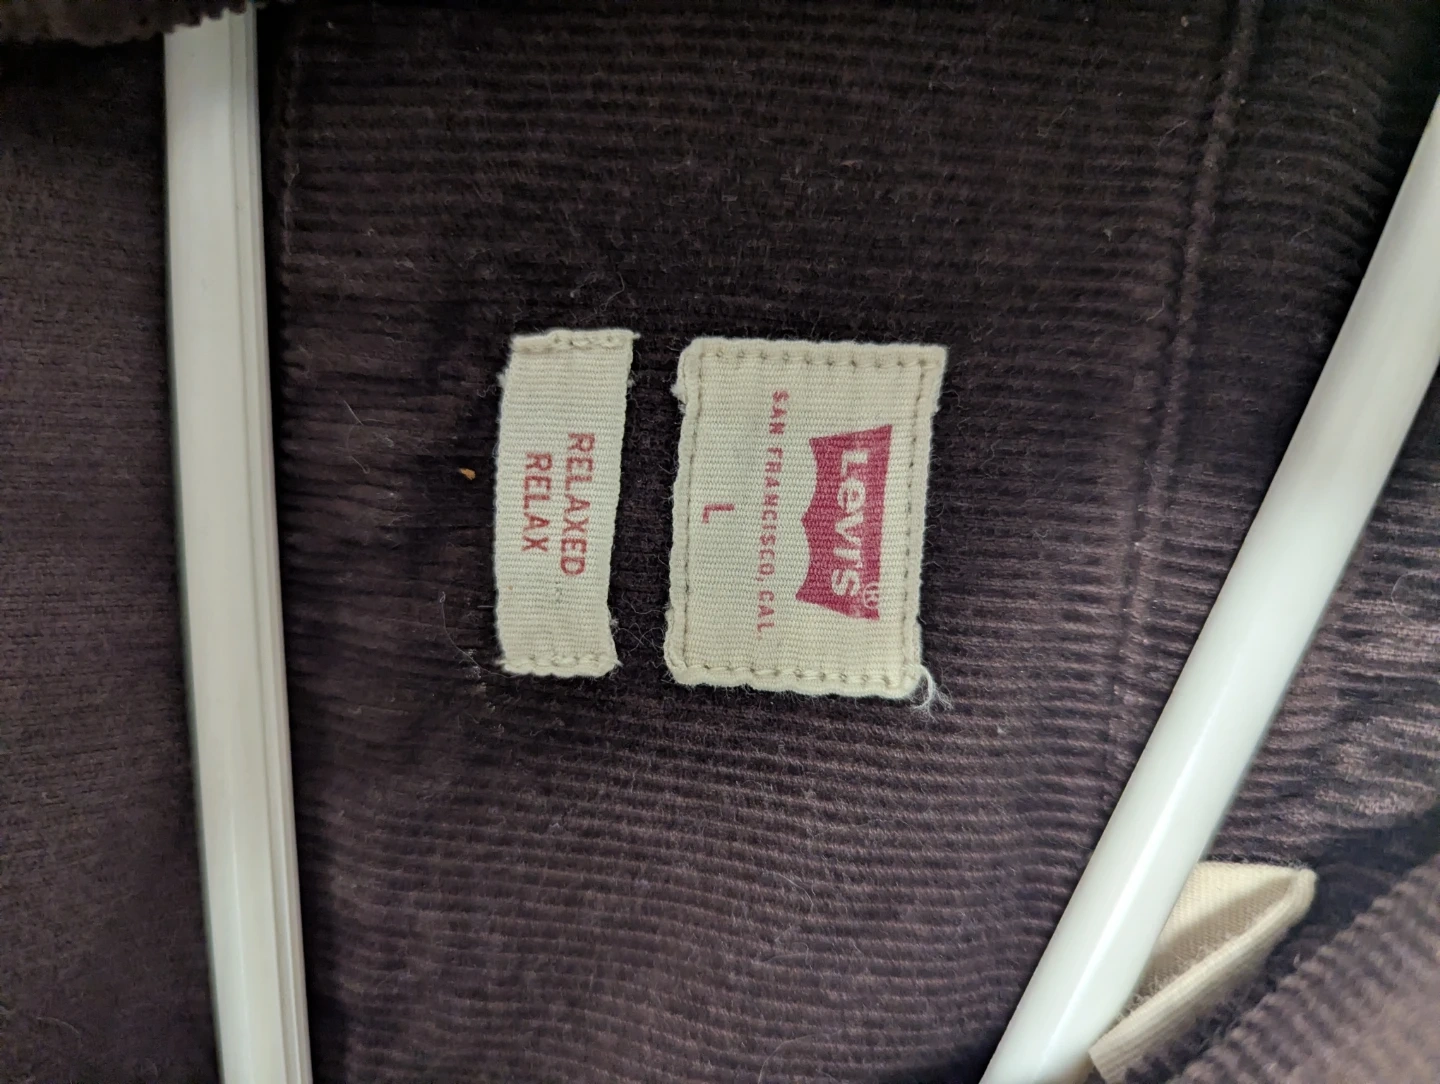 Levi's®
SAN FRANCISCO, CAL.
L
RELAXED
RELAX